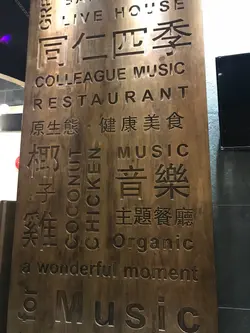 LIVE HOUSE
同仁四季
COLLEAGUE MUSIC
RESTAURANT
原生態·健康美食
椰子雞
COCONUT
CHICKEN
MUSIC
音樂
主題餐廳
Organic
a wonderful moment
for Music